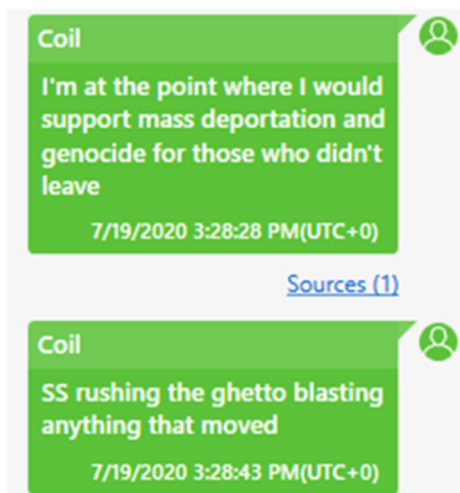 Coil
I'm at the point where I would
support mass deportation and
genocide for those who didn't
leave
7/19/2020 3:28:28 PM(UTC+0)
Sources (1)
Coil
SS rushing the ghetto blasting
anything that moved
7/19/2020 3:28:43 PM(UTC+0)